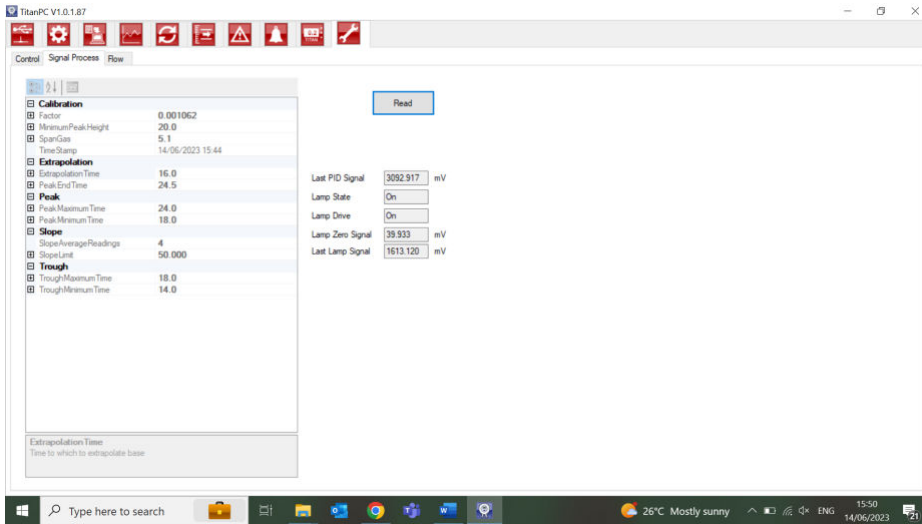 TitanPC V1.0.1.87
Control Signal Process Flow
Calibration
Factor 0.001062
MinimumPeakHeight 20.0
SpanGas 5.1
TimeStamp 14/06/2023 15:44
Extrapolation
ExtrapolationTime 16.0
PeakEndTime 24.5
Peak
PeakMaximumTime 24.0
PeakMinimumTime 18.0
Slope
SlopeAverageReadings 4
SlopeLimit 50.000
Trough
TroughMaximumTime 18.0
TroughMinimumTime 14.0
ExtrapolationTime
Time to which to extrapolate base
Read
Last PID Signal 3092.917 mV
Lamp State On
Lamp Drive On
Lamp Zero Signal 39.933 mV
Last Lamp Signal 1613.120 mV
Type here to search
26°C Mostly sunny
ENG
15:50
14/06/2023
21